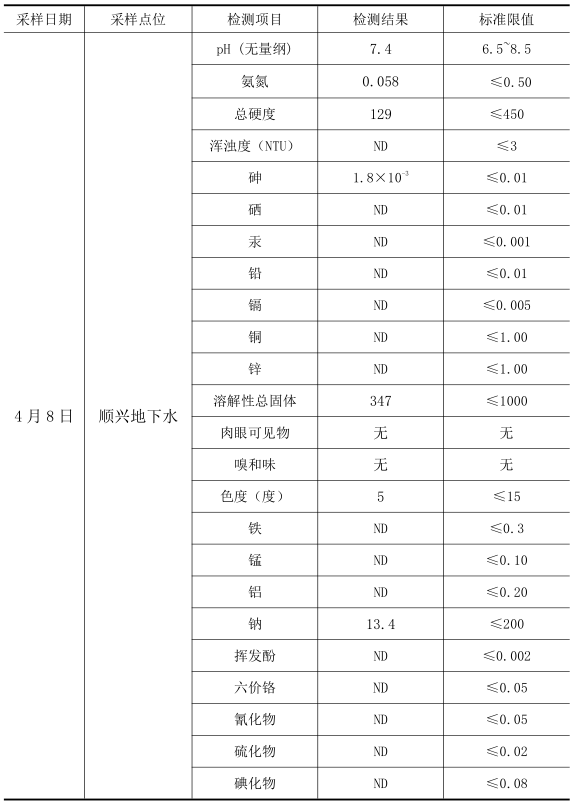 采样日期 采样点位 检测项目 检测结果 标准限值
pH (无量纲) 7.4 6.5~8.5
氨氮 0.058 ≤0.50
总硬度 129 ≤450
浑浊度（NTU） ND ≤3
砷 1.8×10⁻³ ≤0.01
硒 ND ≤0.01
汞 ND ≤0.001
铅 ND ≤0.01
镉 ND ≤0.005
铜 ND ≤1.00
锌 ND ≤1.00
4月8日 顺兴地下水 溶解性总固体 347 ≤1000
肉眼可见物 无 无
嗅和味 无 无
色度（度） 5 ≤15
铁 ND ≤0.3
锰 ND ≤0.10
铝 ND ≤0.20
钠 13.4 ≤200
挥发酚 ND ≤0.002
六价铬 ND ≤0.05
氰化物 ND ≤0.05
硫化物 ND ≤0.02
碘化物 ND ≤0.08